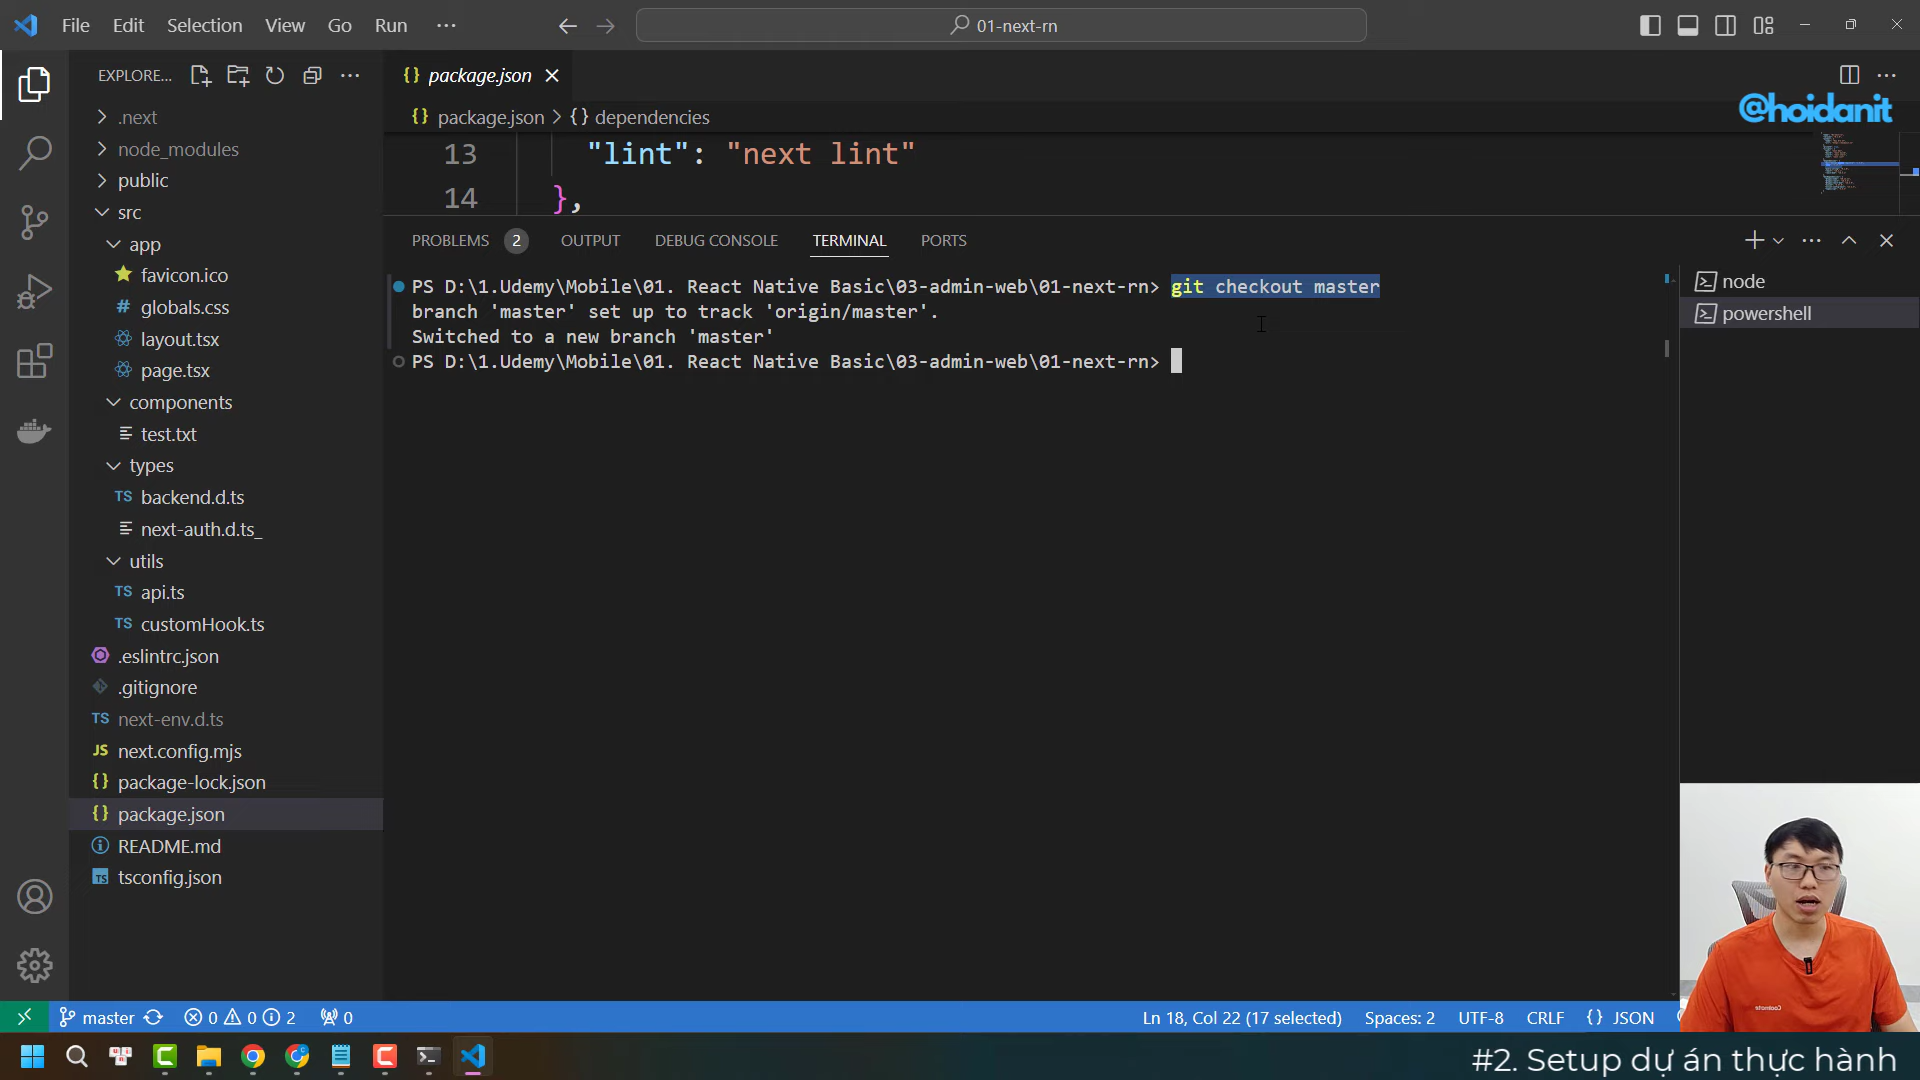 File Edit Selection View Go Run ···
01-next-rn
EXPLORE...
.next
node_modules
public
src
app
favicon.ico
globals.css
layout.tsx
page.tsx
components
test.txt
types
backend.d.ts
next-auth.d.ts_
utils
api.ts
customHook.ts
.eslintrc.json
.gitignore
next-env.d.ts
next.config.mjs
package-lock.json
package.json
README.md
tsconfig.json
package.json
@hoidanit
package.json > {} dependencies
13 "lint": "next lint"
14 },
PROBLEMS 2 OUTPUT DEBUG CONSOLE TERMINAL PORTS
PS D:\1.Udemy\Mobile\01. React Native Basic\03-admin-web\01-next-rn> git checkout master
branch 'master' set up to track 'origin/master'.
Switched to a new branch 'master'
PS D:\1.Udemy\Mobile\01. React Native Basic\03-admin-web\01-next-rn>
node
powershell
master 0 0 2 0
Ln 18, Col 22 (17 selected) Spaces: 2 UTF-8 CRLF {} JSON
#2. Setup dự án thực hành